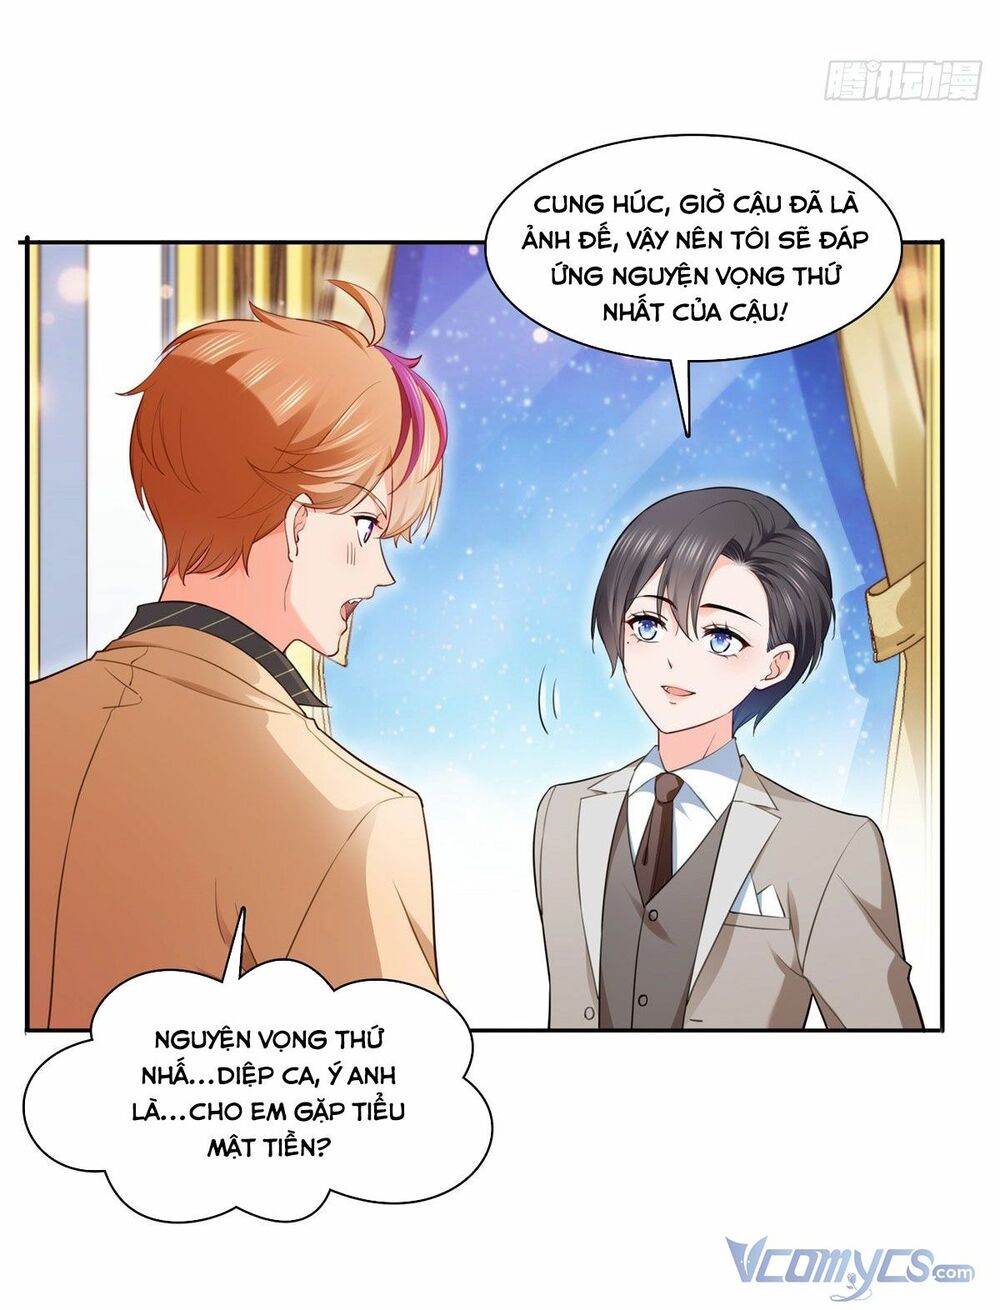 腾讯动漫
CUNG HÚC, GIỜ CẬU ĐÃ LÀ
ẢNH ĐẾ, VẬY NÊN TÔI SẼ ĐÁP
ỨNG NGUYỆN VỌNG THỨ
NHẤT CỦA CẬU!
NGUYỆN VỌNG THỨ
NHẤ...DIỆP CA, Ý ANH
LÀ...CHO EM GẶP TIỂU
MẬT TIỀN?
VCOMYCS.com